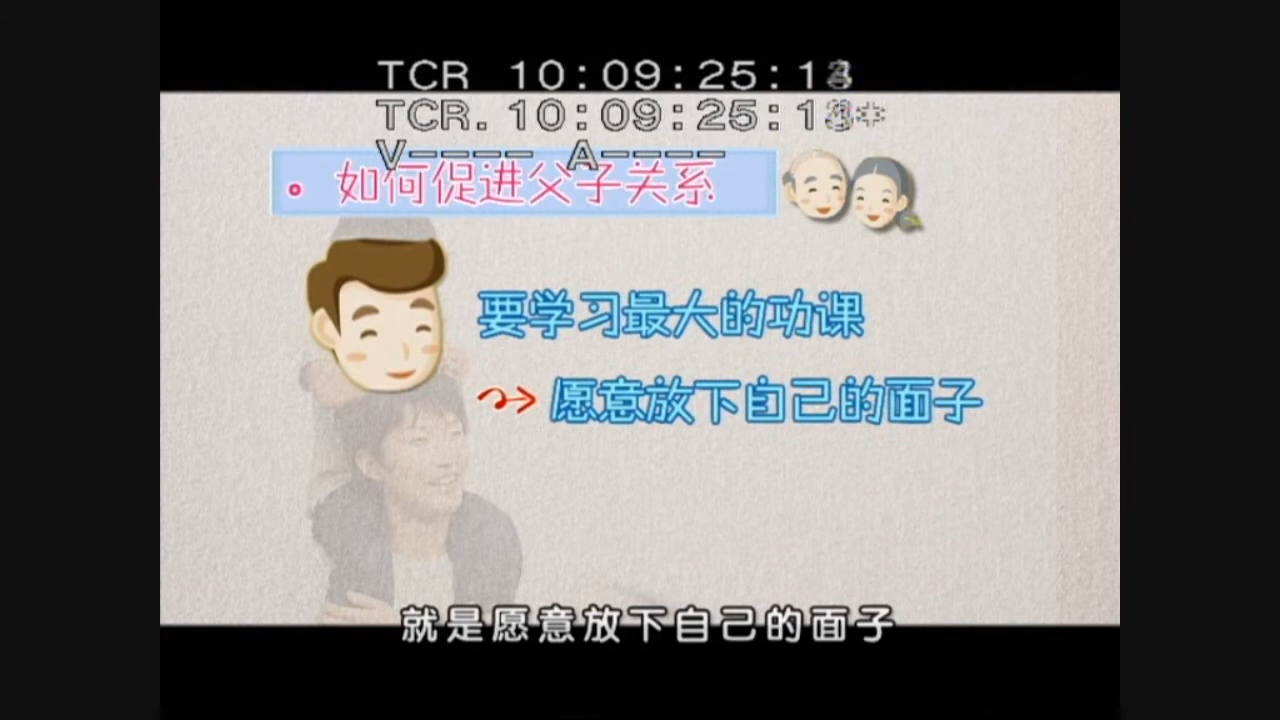 TCR 10:09:25:1
TCR. 10:09:25:1
V---- A----
如何促进父子关系
要学习最大的功课
愿意放下自己的面子
就是愿意放下自己的面子